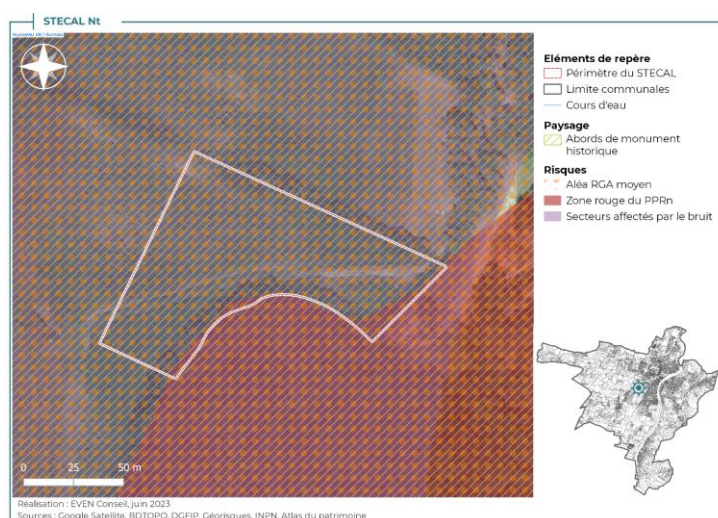 STECAL Nt
Eléments de repère
Périmètre du STECAL
Limite communales
Cours d'eau
Paysage
Abords de monument
historique
Risques
Aléa RGA moyen
Zone rouge du PPRn
Secteurs affectés par le bruit
0 25 50 m
Réalisation : EVEN Conseil, juin 2023
Sources : Google Satellite, BDTOPO, DGFIP, Géorisques, INPN, Atlas du patrimoine